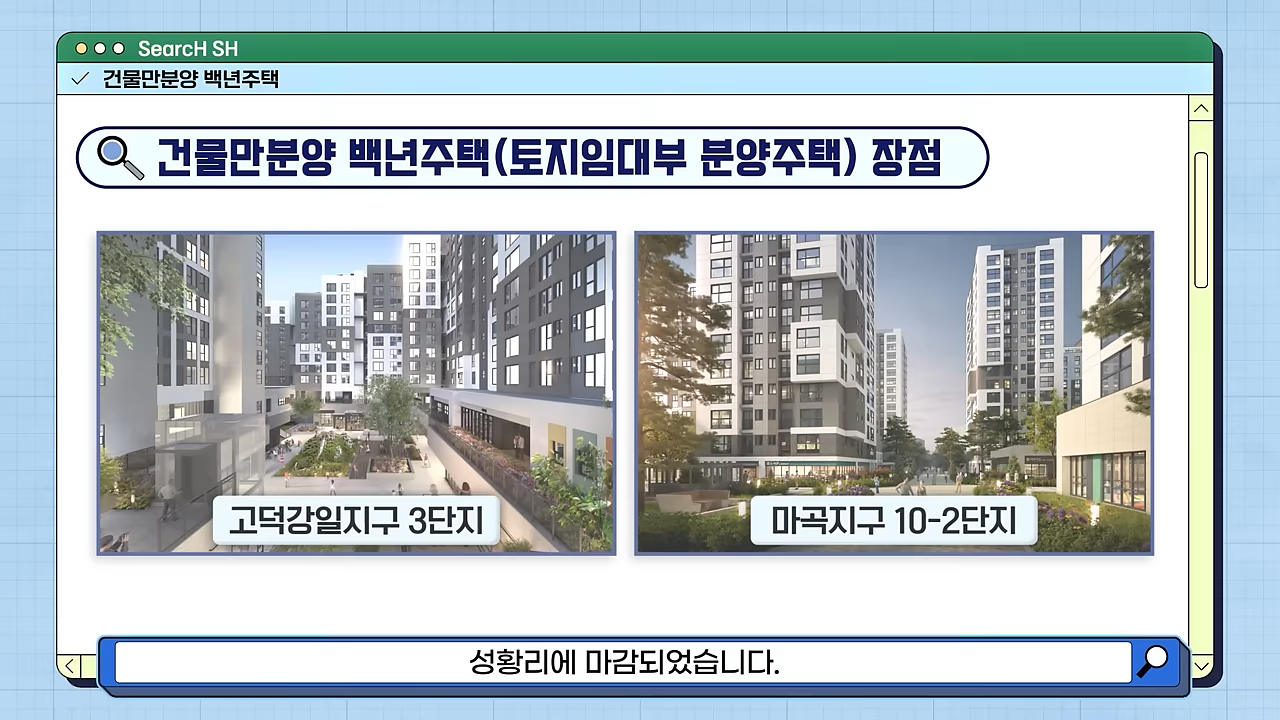 SearcH SH
건물만분양 백년주택
건물만분양 백년주택(토지임대부 분양주택) 장점
고덕강일지구 3단지
마곡지구 10-2단지
성황리에 마감되었습니다.